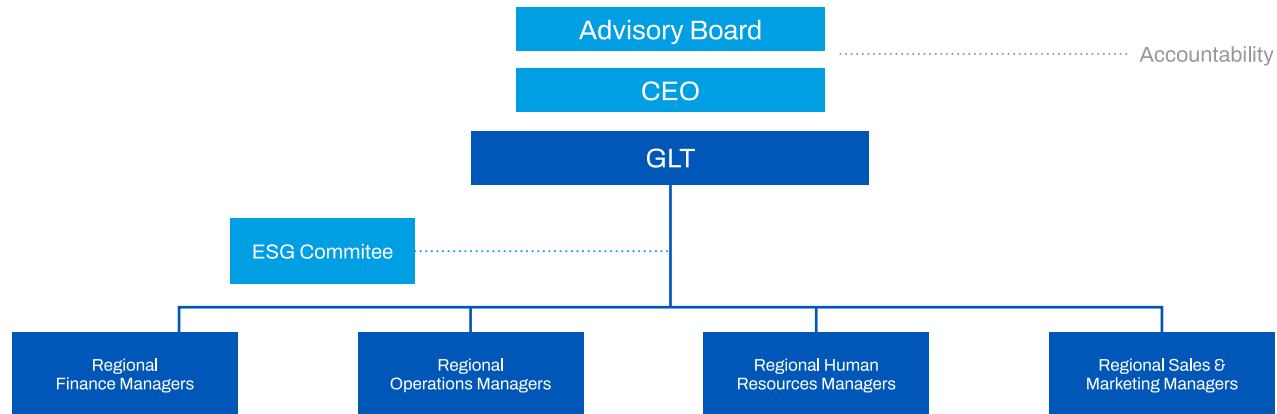 Advisory Board
Accountability
CEO
GLT
ESG Commitee
Regional
Finance Managers
Regional
Operations Managers
Regional Human
Resources Managers
Regional Sales &
Marketing Managers